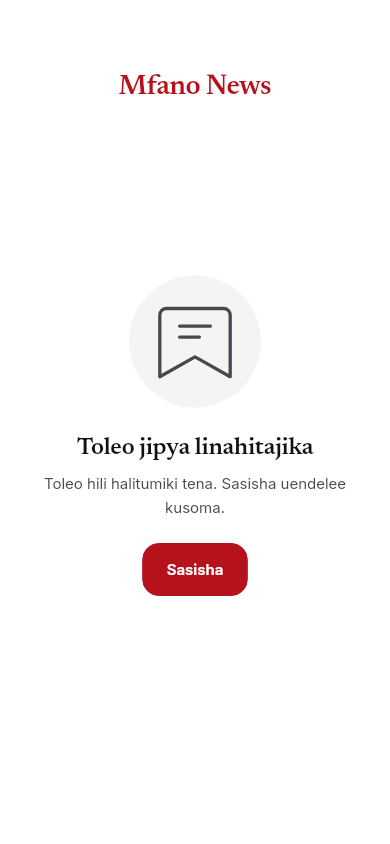 Mfano News
Toleo jipya linahitajika
Toleo hili halitumiki tena. Sasisha uendelee
kusoma.
Sasisha